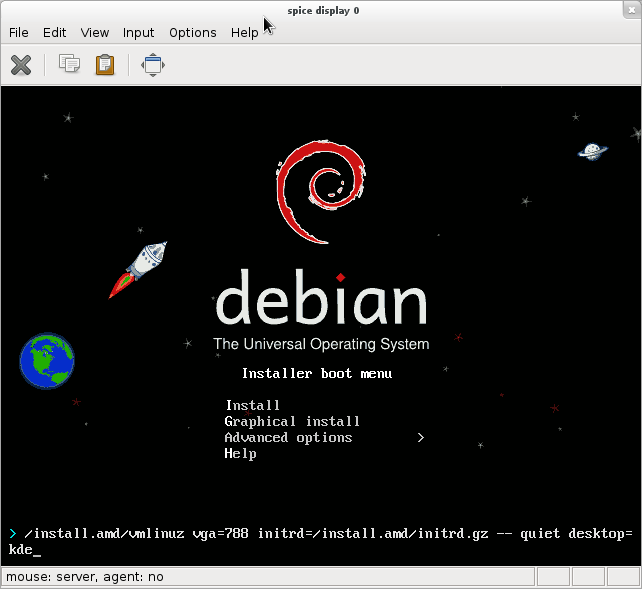 spice display 0
File Edit View Input Options Help
debian
The Universal Operating System
Installer boot menu
Install
Graphical install
Advanced options >
Help
> /install.amd/vmlinuz vga=788 initrd=/install.amd/initrd.gz -- quiet desktop=
kde_
mouse: server, agent: no